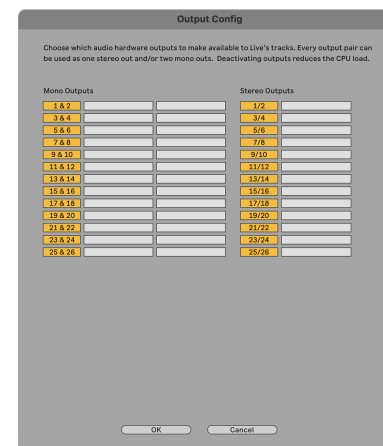 Output Config
Choose which audio hardware outputs to make available to Live's tracks. Every output pair can
be used as one stereo out and/or two mono outs. Deactivating outputs reduces the CPU load.
Mono Outputs
1 & 2
3 & 4
5 & 6
7 & 8
9 & 10
11 & 12
13 & 14
15 & 16
17 & 18
19 & 20
21 & 22
23 & 24
25 & 26
Stereo Outputs
1/2
3/4
5/6
7/8
9/10
11/12
13/14
15/16
17/18
19/20
21/22
23/24
25/26
OK
Cancel